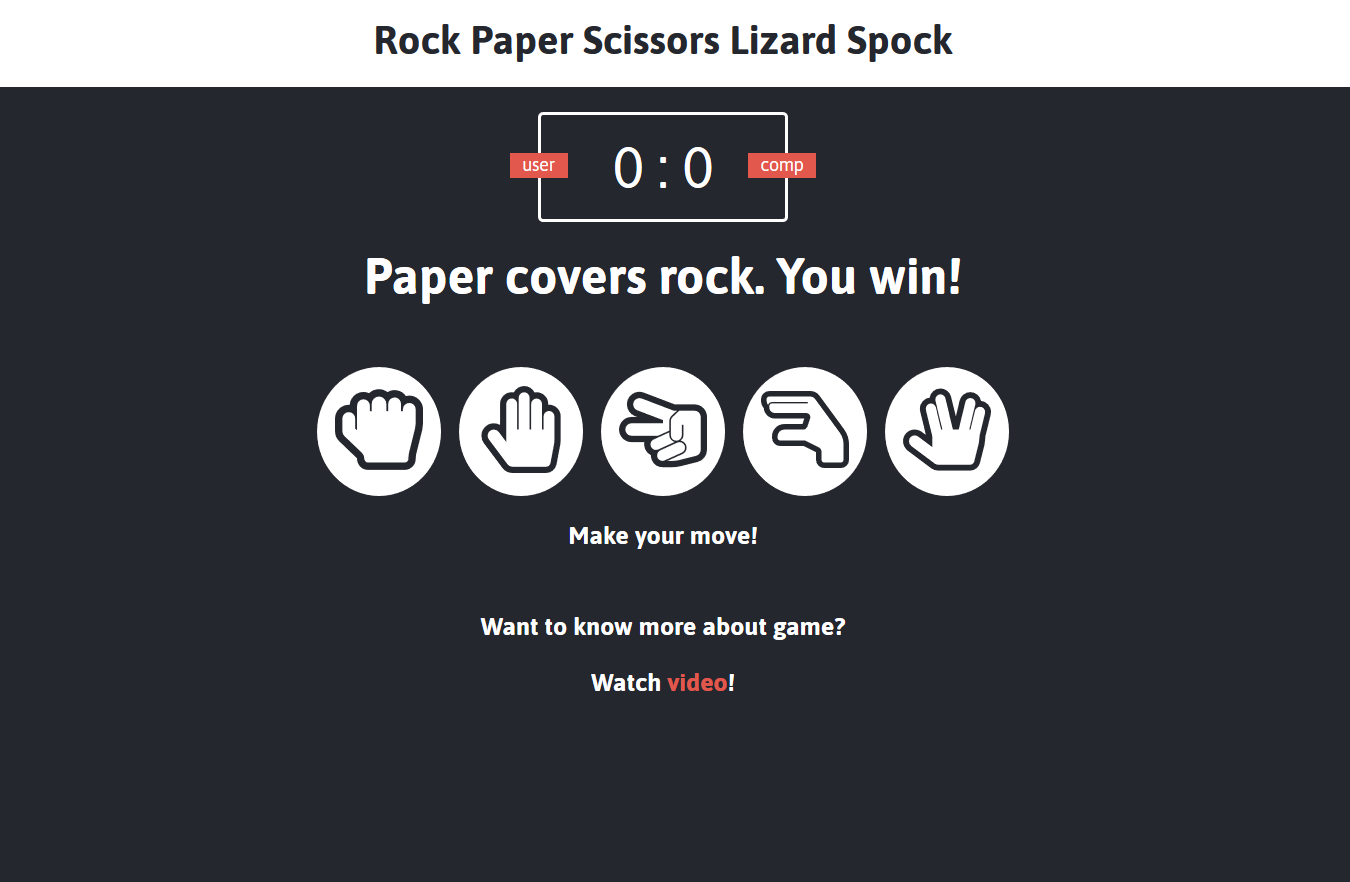 Rock Paper Scissors Lizard Spock
user 0 : 0 comp
Paper covers rock. You win!
Make your move!
Want to know more about game?
Watch video!